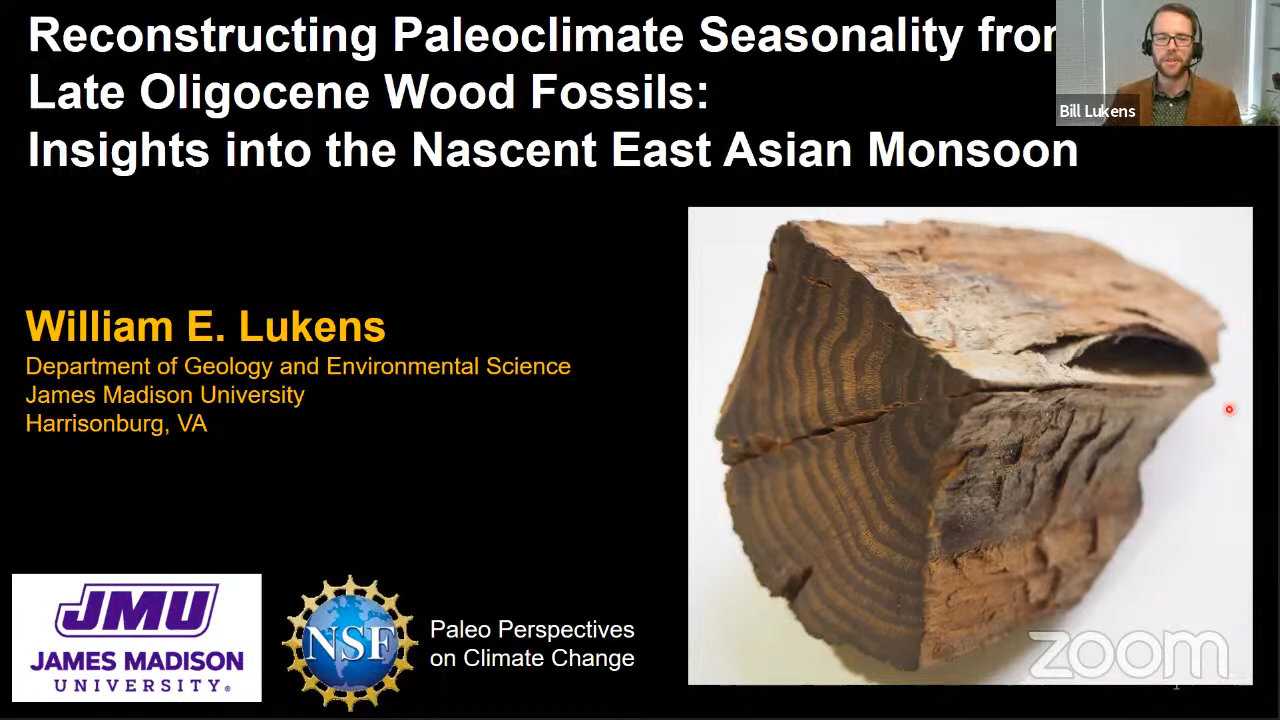 Reconstructing Paleoclimate Seasonality from
Late Oligocene Wood Fossils:
Insights into the Nascent East Asian Monsoon
Bill Lukens
William E. Lukens
Department of Geology and Environmental Science
James Madison University
Harrisonburg, VA
JMU
JAMES MADISON
UNIVERSITY®
NSF
Paleo Perspectives
on Climate Change
zoom